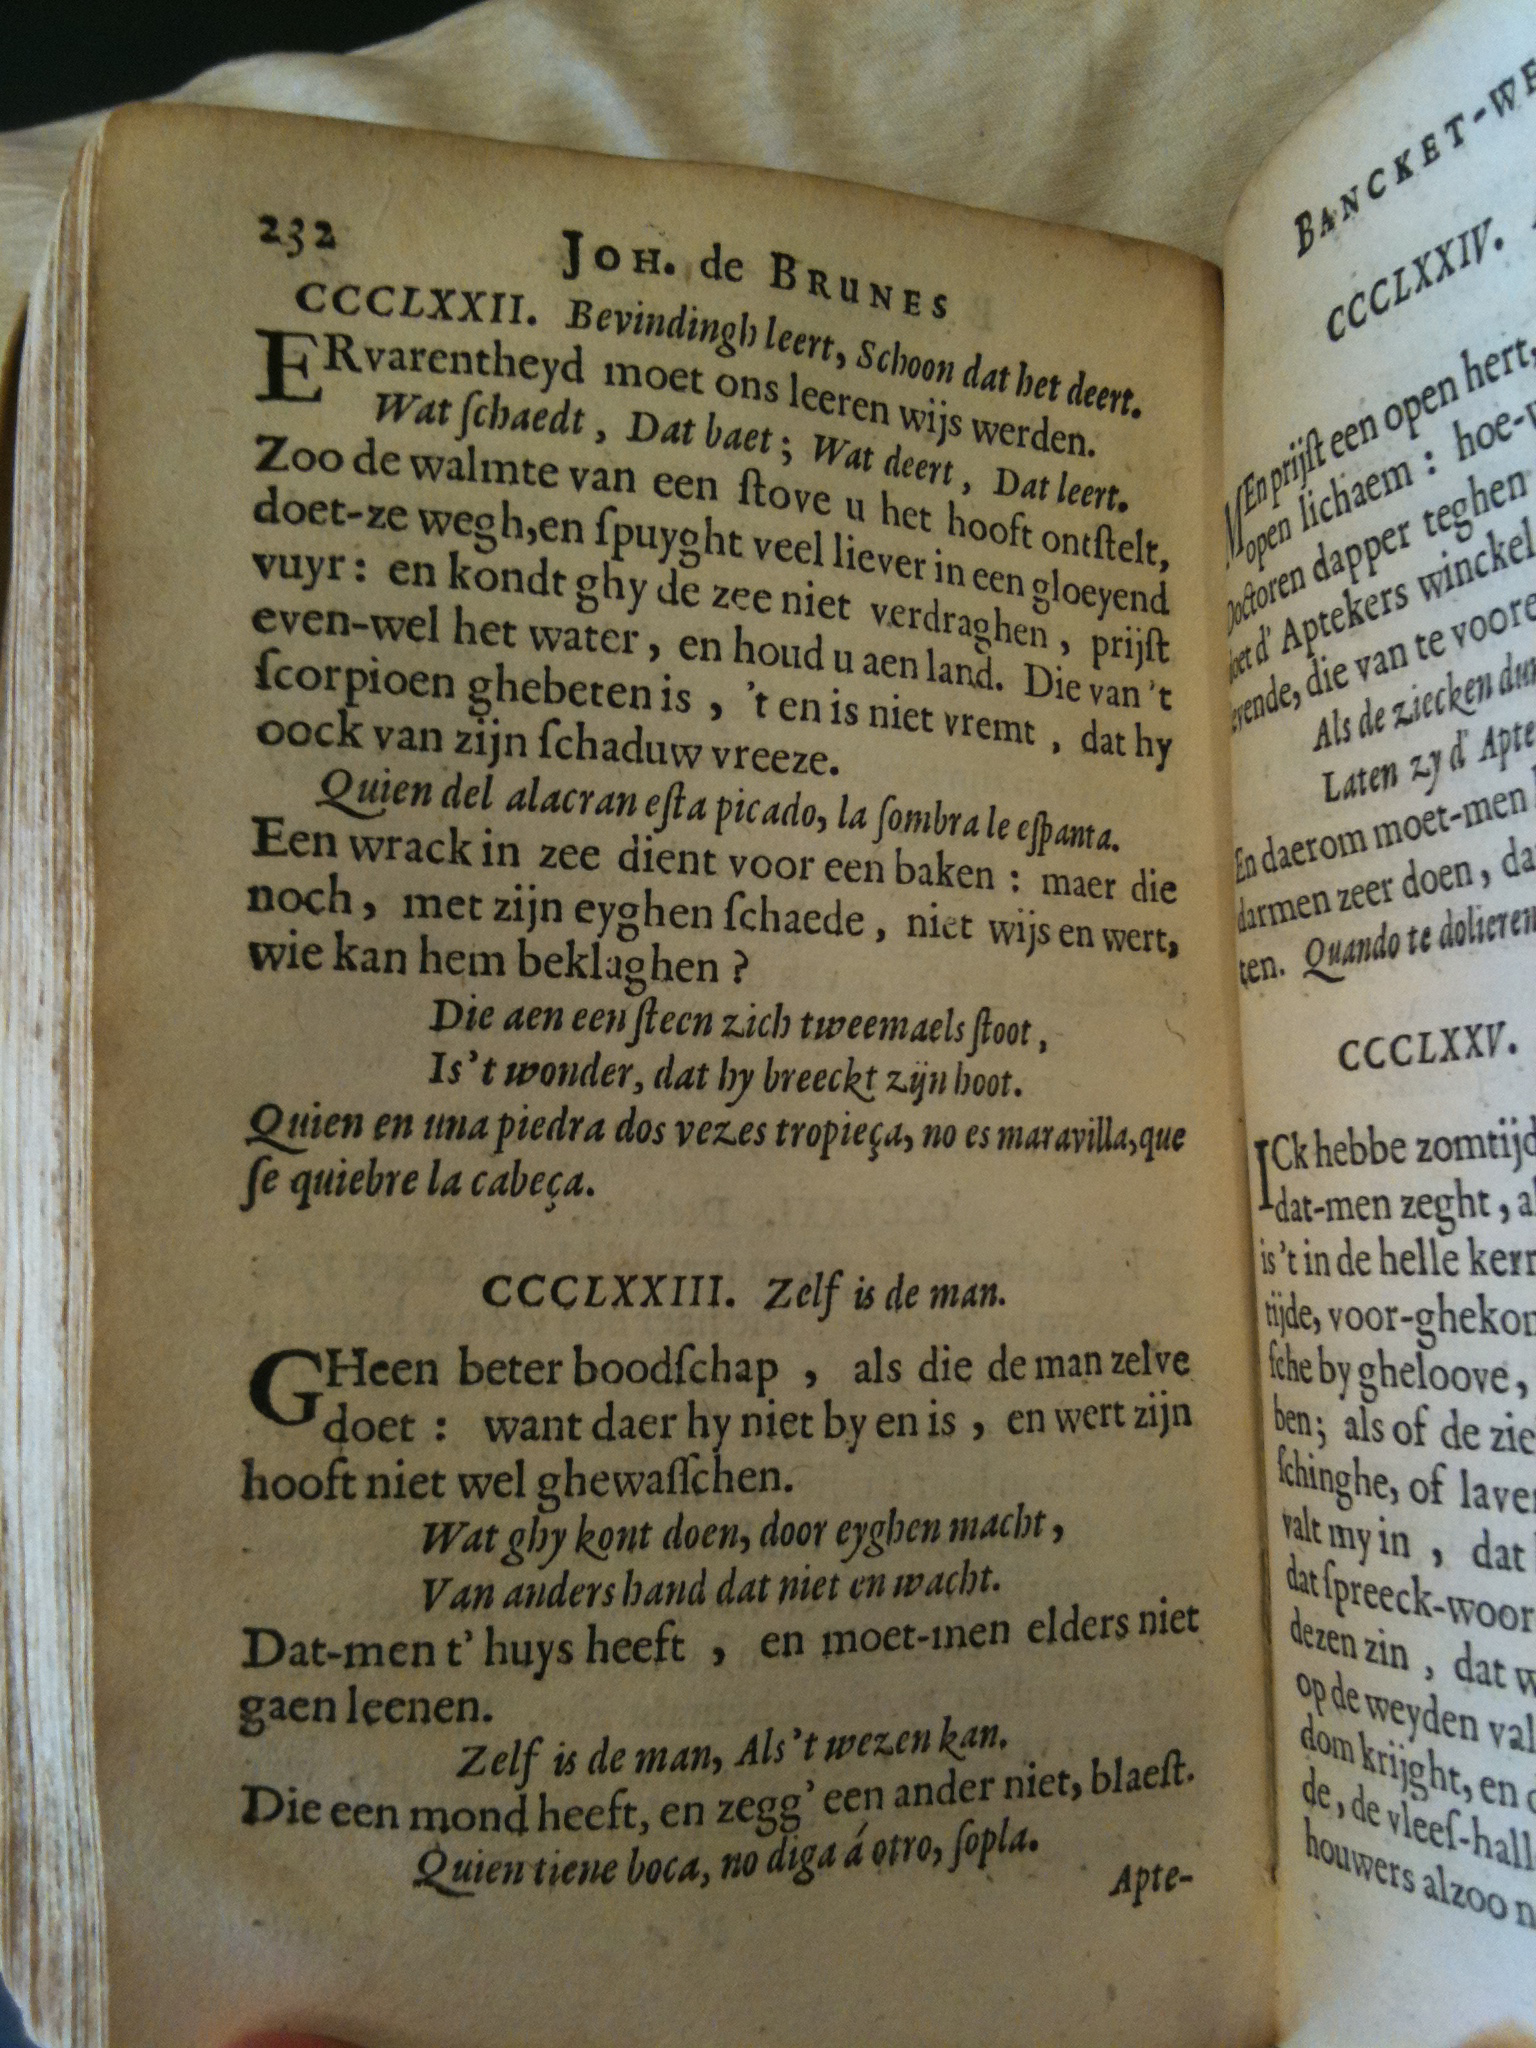 232
JOH. de BRUNES
CCCLXXII. Bevindingh leert, Schoon dat het deert.
ERvarentheyd moet ons leeren wijs werden.
Wat ſchaedt, Dat baet; Wat deert, Dat leert.
Zoo de walmte van een ſtove u het hooft ontſtelt,
doet-ze wegh, en ſpuyght veel liever in een gloeyend
vuyr: en kondt ghy de zee niet verdraghen, prijſt
even-wel het water, en houd u aen land. Die van 't
ſcorpioen ghebeten is, 't en is niet vremt, dat hy
oock van zijn ſchaduw vreeze.
Quien del alacran eſta picado, la ſombra le eſpanta.
Een wrack in zee dient voor een baken: maer die
noch, met zijn eyghen ſchaede, niet wijs en wert,
wie kan hem beklaghen?
Die aen een ſteen zich tweemaels ſtoot,
Is't wonder, dat hy breeckt zijn hoot.
Quien en una piedra dos vezes tropieça, no es maravilla, que
ſe quiebre la cabeça.
CCCLXXIII. Zelf is de man.
GHeen beter boodſchap, als die de man zelve
doet: want daer hy niet by en is, en wert zijn
hooft niet wel ghewaſſchen.
Wat ghy kont doen, door eyghen macht,
Van anders hand dat niet en wacht.
Dat-men t' huys heeft, en moet-men elders niet
gaen leenen.
Zelf is de man, Als 't wezen kan.
Die een mond heeft, en zegg' een ander niet, blaeſt.
Quien tiene boca, no diga á otro, ſopla.
Apte-
BANCKET-WE
CCCLXXIV.
MEn prijſt een open hert,
open lichaem: hoe-
Doctoren dapper teghen
d' Aptekers winckel
die van te voore
Als de ziecken
Laten zy d' Apte
En daerom moet-men
darmen zeer doen, da
ten. Quando te dolieren
CCCLXXV.
ICk hebbe zomtijd
dat-men zeght, a
is 't in de helle kerr
tijde, voor-ghekor
ſche by gheloove,
ben; als of de zie
ſchinghe, of lave
valt my in, dat
dat ſpreeck-woor
dezen zin, dat w
op de weyden val
dom krijght, en
de, de vleeſ-hall
houwers alzoo n